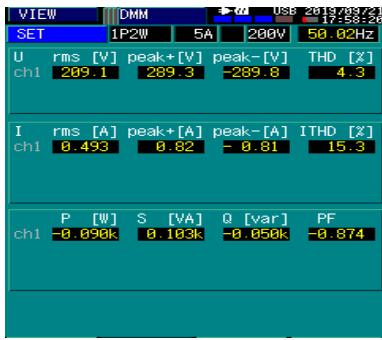 VIEW DMM USB 2019/09/21
17:58:20
SET 1P2W 5A 200V 50.02Hz
U rms [V] peak+[V] peak-[V] THD [%]
ch1 209.1 289.3 -289.8 4.3
I rms [A] peak+[A] peak-[A] ITHD [%]
ch1 0.493 0.82 - 0.81 15.3
P [W] S [VA] Q [var] PF
ch1 -0.090k 0.103k -0.050k -0.874